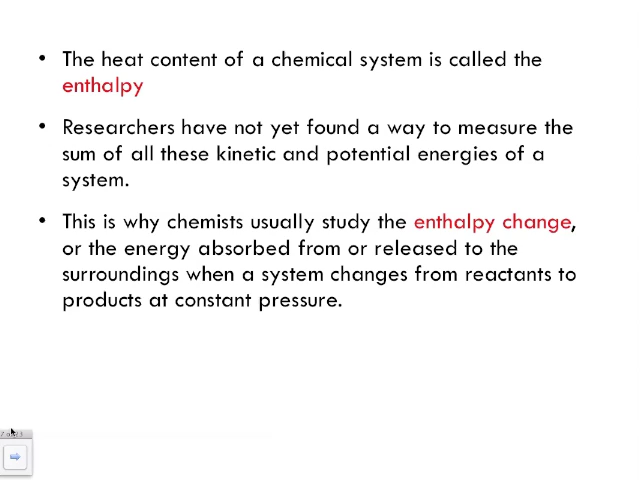 • The heat content of a chemical system is called the
enthalpy
• Researchers have not yet found a way to measure the
sum of all these kinetic and potential energies of a
system.
• This is why chemists usually study the enthalpy change,
or the energy absorbed from or released to the
surroundings when a system changes from reactants to
products at constant pressure.